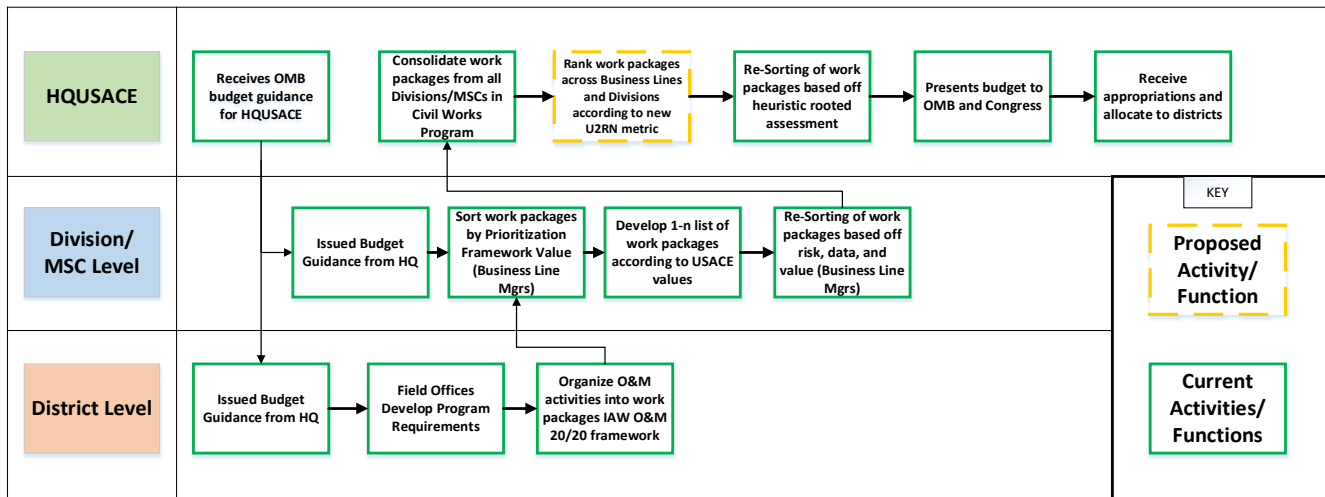 HQUSACE
Receives OMB
budget guidance
for HQUSACE
Consolidate work
packages from all
Divisions/MSCs in
Civil Works
Program
Rank work packages
across Business Lines
and Divisions
according to new
U2RN metric
Re-Sorting of work
packages based off
heuristic rooted
assessment
Presents budget to
OMB and Congress
Receive
appropriations and
allocate to districts
Division/
MSC Level
Issued Budget
Guidance from HQ
Sort work packages
by Prioritization
Framework Value
(Business Line
Mgrs)
Develop 1-n list of
work packages
according to USACE
values
Re-Sorting of work
packages based off
risk, data, and
value (Business Line
Mgrs)
District Level
Issued Budget
Guidance from HQ
Field Offices
Develop Program
Requirements
Organize O&M
activities into work
packages IAW O&M
20/20 framework
KEY
Proposed
Activity/
Function
Current
Activities/
Functions